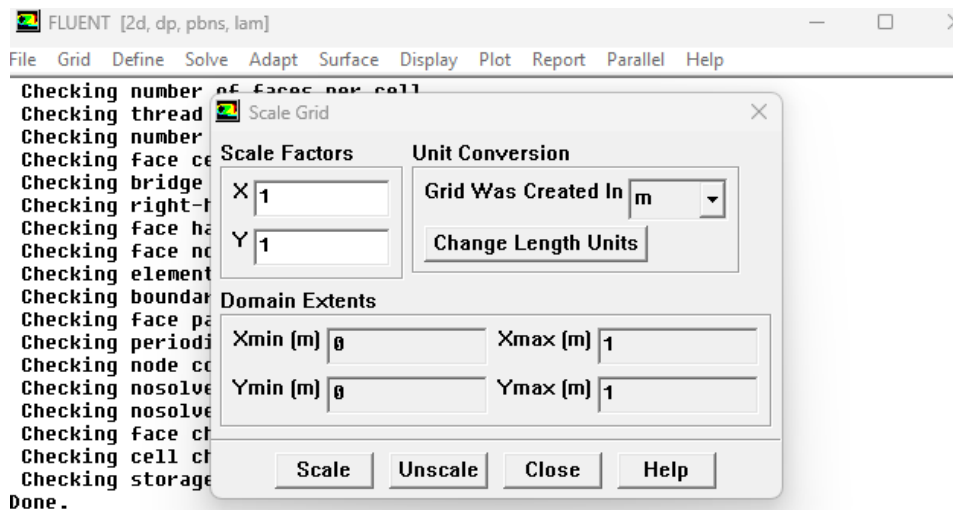 FLUENT [2d, dp, pbns, lam]
File Grid Define Solve Adapt Surface Display Plot Report Parallel Help
Checking number of faces per cell
Checking thread
Checking number
Checking face ce
Checking bridge
Checking right-h
Checking face ha
Checking face no
Checking element
Checking boundar
Checking face pa
Checking periodi
Checking node co
Checking nosolve
Checking nosolve
Checking face ch
Checking cell ch
Checking storage
Done.
Scale Grid
Scale Factors
X 1
Y 1
Unit Conversion
Grid Was Created In m
Change Length Units
Domain Extents
Xmin (m) 0 Xmax (m) 1
Ymin (m) 0 Ymax (m) 1
Scale Unscale Close Help